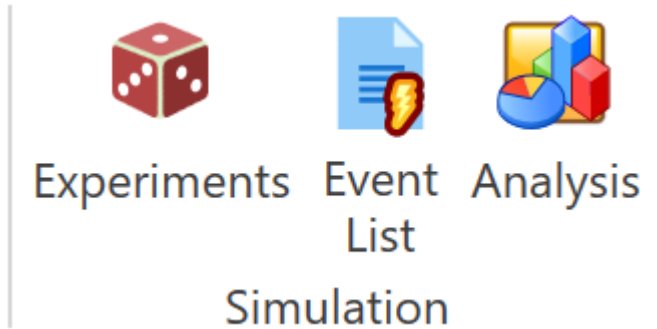 Experiments
Event
List
Analysis
Simulation